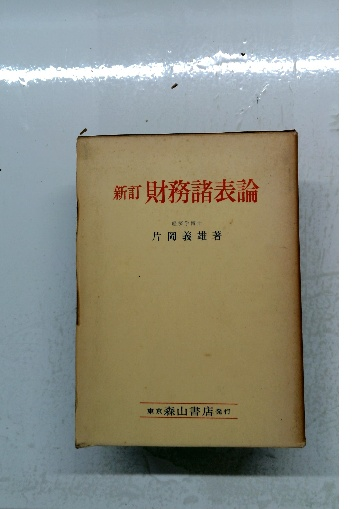 新訂 財務諸表論
片岡義雄著
東京 森山書店 発行